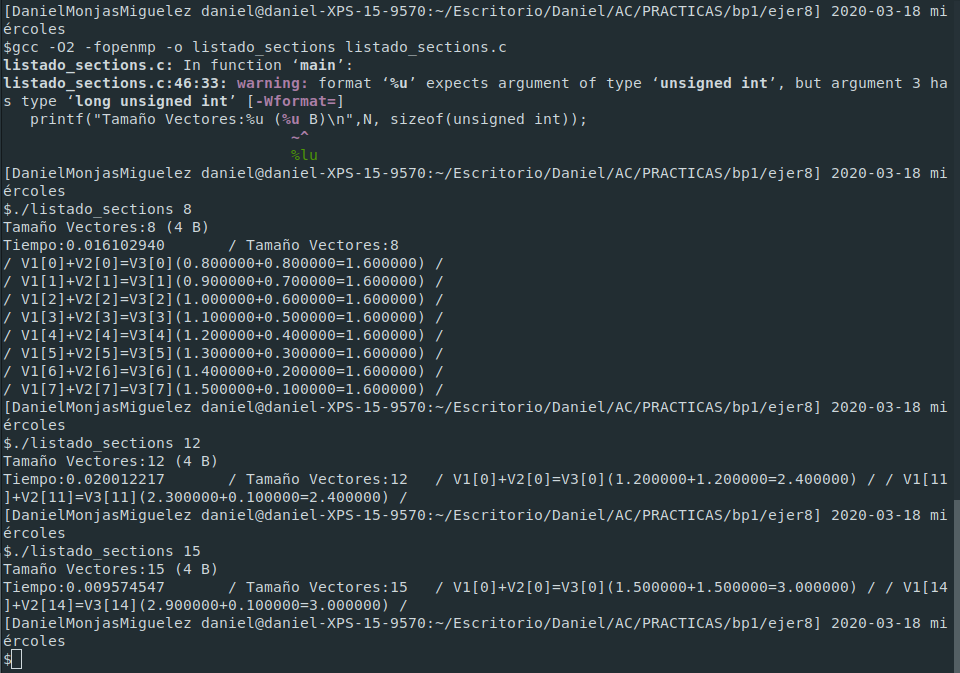 [DanielMonjasMiguelez daniel@daniel-XPS-15-9570:~/Escritorio/Daniel/AC/PRACTICAS/bp1/ejer8] 2020-03-18 mi
ércoles
$gcc -O2 -fopenmp -o listado_sections listado_sections.c
listado_sections.c: In function ‘main’:
listado_sections.c:46:33: warning: format ‘%u’ expects argument of type ‘unsigned int’, but argument 3 ha
s type ‘long unsigned int’ [-Wformat=]
   printf("Tamaño Vectores:%u (%u B)\n",N, sizeof(unsigned int));
                                ~^
                                %lu
[DanielMonjasMiguelez daniel@daniel-XPS-15-9570:~/Escritorio/Daniel/AC/PRACTICAS/bp1/ejer8] 2020-03-18 mi
ércoles
$./listado_sections 8
Tamaño Vectores:8 (4 B)
Tiempo:0.016102940       / Tamaño Vectores:8
/ V1[0]+V2[0]=V3[0](0.800000+0.800000=1.600000) /
/ V1[1]+V2[1]=V3[1](0.900000+0.700000=1.600000) /
/ V1[2]+V2[2]=V3[2](1.000000+0.600000=1.600000) /
/ V1[3]+V2[3]=V3[3](1.100000+0.500000=1.600000) /
/ V1[4]+V2[4]=V3[4](1.200000+0.400000=1.600000) /
/ V1[5]+V2[5]=V3[5](1.300000+0.300000=1.600000) /
/ V1[6]+V2[6]=V3[6](1.400000+0.200000=1.600000) /
/ V1[7]+V2[7]=V3[7](1.500000+0.100000=1.600000) /
[DanielMonjasMiguelez daniel@daniel-XPS-15-9570:~/Escritorio/Daniel/AC/PRACTICAS/bp1/ejer8] 2020-03-18 mi
ércoles
$./listado_sections 12
Tamaño Vectores:12 (4 B)
Tiempo:0.020012217       / Tamaño Vectores:12   / V1[0]+V2[0]=V3[0](1.200000+1.200000=2.400000) / / V1[11
]+V2[11]=V3[11](2.300000+0.100000=2.400000) /
[DanielMonjasMiguelez daniel@daniel-XPS-15-9570:~/Escritorio/Daniel/AC/PRACTICAS/bp1/ejer8] 2020-03-18 mi
ércoles
$./listado_sections 15
Tamaño Vectores:15 (4 B)
Tiempo:0.009574547       / Tamaño Vectores:15   / V1[0]+V2[0]=V3[0](1.500000+1.500000=3.000000) / / V1[14
]+V2[14]=V3[14](2.900000+0.100000=3.000000) /
[DanielMonjasMiguelez daniel@daniel-XPS-15-9570:~/Escritorio/Daniel/AC/PRACTICAS/bp1/ejer8] 2020-03-18 mi
ércoles
$